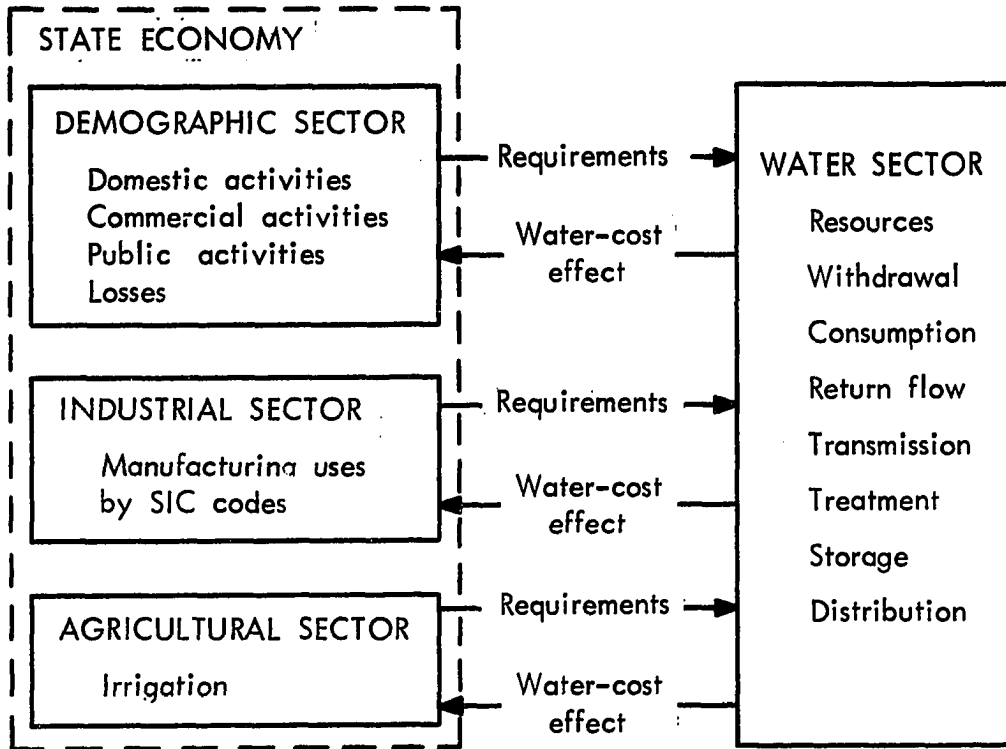 STATE ECONOMY
DEMOGRAPHIC SECTOR
Domestic activities
Commercial activities
Public activities
Losses
Requirements
Water-cost
effect
INDUSTRIAL SECTOR
Manufacturing uses
by SIC codes
Requirements
Water-cost
effect
AGRICULTURAL SECTOR
Irrigation
Requirements
Water-cost
effect
WATER SECTOR
Resources
Withdrawal
Consumption
Return flow
Transmission
Treatment
Storage
Distribution